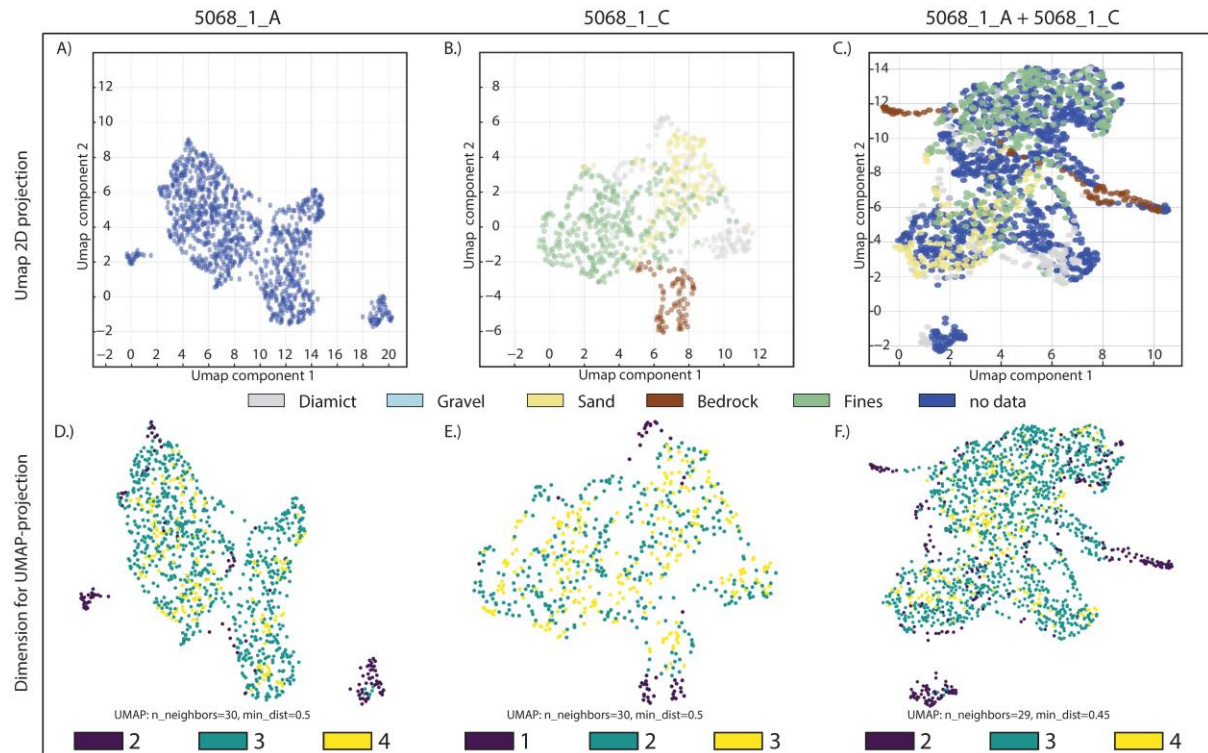 5068_1_A
5068_1_C
5068_1_A + 5068_1_C
Umap 2D projection
A)
Umap component 2
12
10
8
6
4
2
0
−2
−2 0 2 4 6 8 10 12 14 16 18 20
Umap component 1
B.)
Umap component 2
8
6
4
2
0
−2
−4
−6
−2 0 2 4 6 8 10 12
Umap component 1
C.)
Umap component 2
14
12
10
8
6
4
2
0
−2
0 2 4 6 8 10
Umap component 1
Diamict Gravel Sand Bedrock Fines no data
Dimension for UMAP-projection
D.)
UMAP: n_neighbors=30, min_dist=0.5
2 3 4
E.)
UMAP: n_neighbors=30, min_dist=0.5
1 2 3
F.)
UMAP: n_neighbors=29, min_dist=0.45
2 3 4